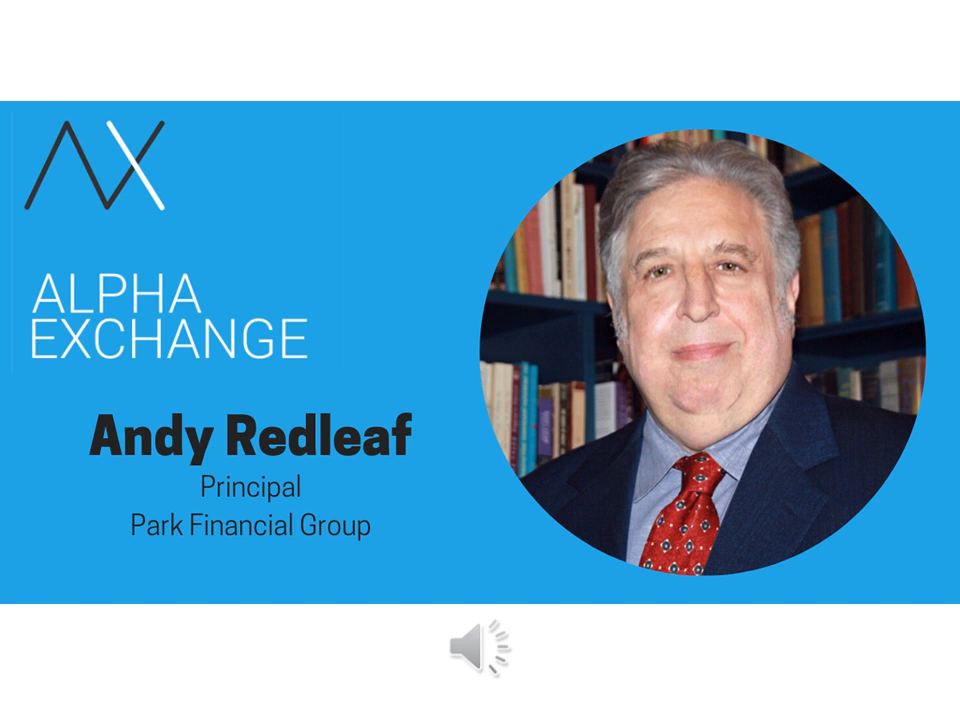 ALPHA
EXCHANGE
Andy Redleaf
Principal
Park Financial Group